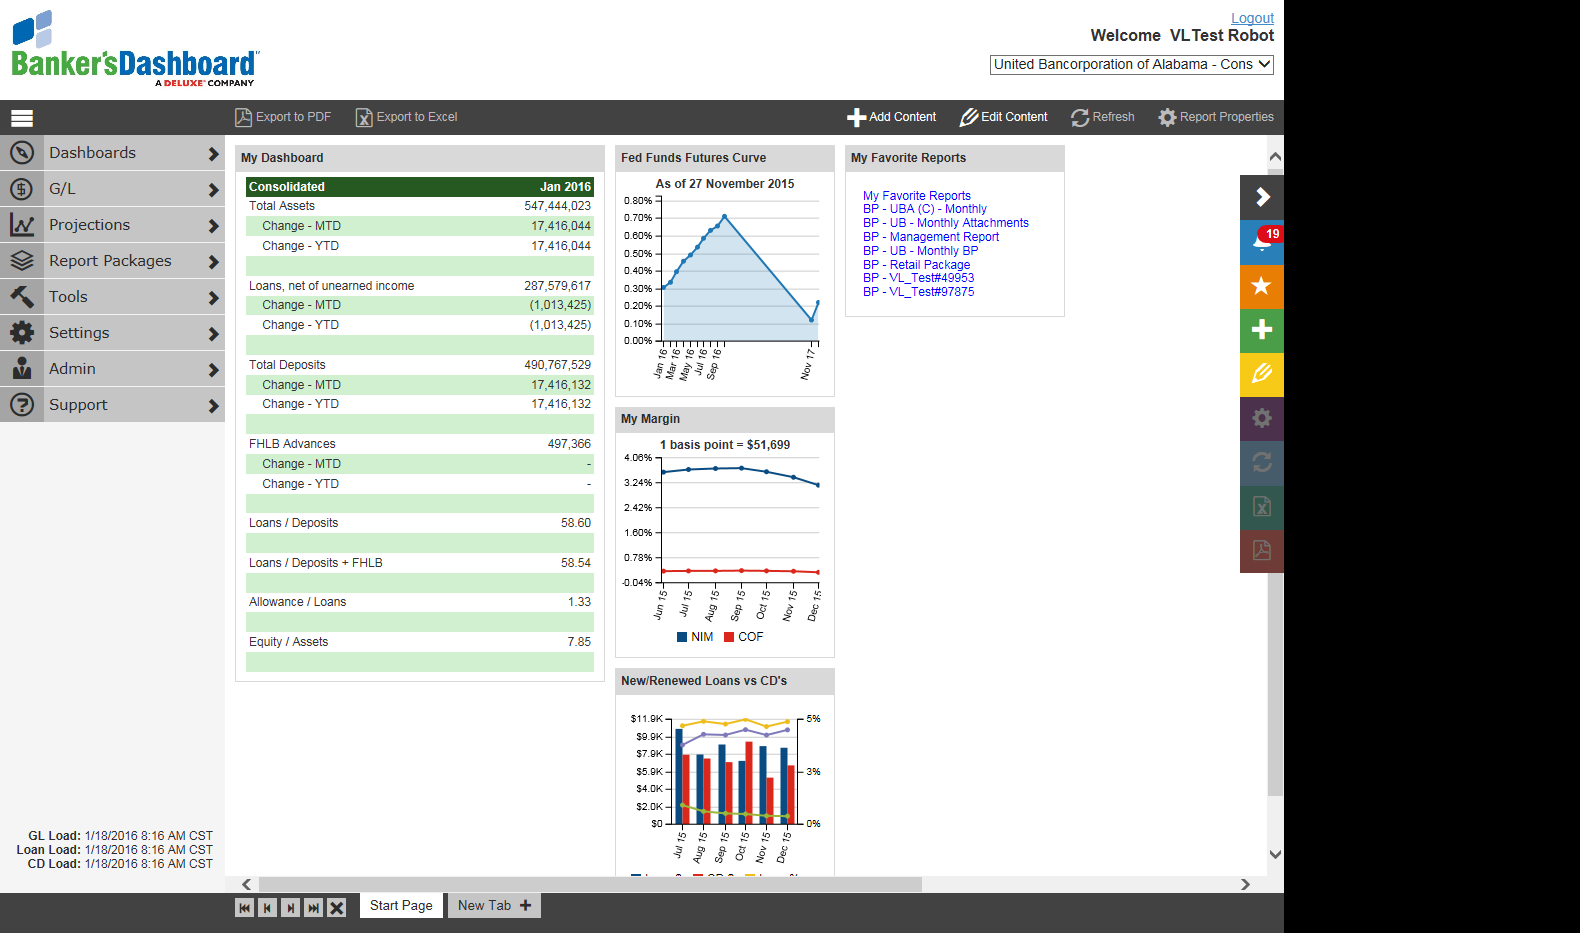 Logout
Welcome VLTest Robot
Banker'sDashboard
A DELUXE COMPANY
United Bancorporation of Alabama - Cons
Export to PDF
Export to Excel
Add Content
Edit Content
Refresh
Report Properties
Dashboards
G/L
Projections
Report Packages
Tools
Settings
Admin
Support
GL Load: 1/18/2016 8:16 AM CST
Loan Load: 1/18/2016 8:16 AM CST
CD Load: 1/18/2016 8:16 AM CST
My Dashboard
Consolidated Jan 2016
Total Assets 547,444,023
Change - MTD 17,416,044
Change - YTD 17,416,044
Loans, net of unearned income 287,579,617
Change - MTD (1,013,425)
Change - YTD (1,013,425)
Total Deposits 490,767,529
Change - MTD 17,416,132
Change - YTD 17,416,132
FHLB Advances 497,366
Change - MTD -
Change - YTD -
Loans / Deposits 58.60
Loans / Deposits + FHLB 58.54
Allowance / Loans 1.33
Equity / Assets 7.85
Fed Funds Futures Curve
As of 27 November 2015
0.80%
0.70%
0.60%
0.50%
0.40%
0.30%
0.20%
0.10%
0.00%
Jan 16
Mar 16
May 16
Jul 16
Sep 16
Nov 17
My Margin
1 basis point = $51,699
4.06%
3.24%
2.42%
1.60%
0.78%
-0.04%
Jun 15
Jul 15
Aug 15
Sep 15
Oct 15
Nov 15
Dec 15
NIM COF
New/Renewed Loans vs CD's
$11.9K
$9.9K
$7.9K
$5.9K
$4.0K
$2.0K
$0
5%
3%
0%
Jul 15
Aug 15
Sep 15
Oct 15
Nov 15
Dec 15
My Favorite Reports
My Favorite Reports
BP - UBA (C) - Monthly
BP - UB - Monthly Attachments
BP - Management Report
BP - UB - Monthly BP
BP - Retail Package
BP - VL_Test#49953
BP - VL_Test#97875
19
Start Page
New Tab